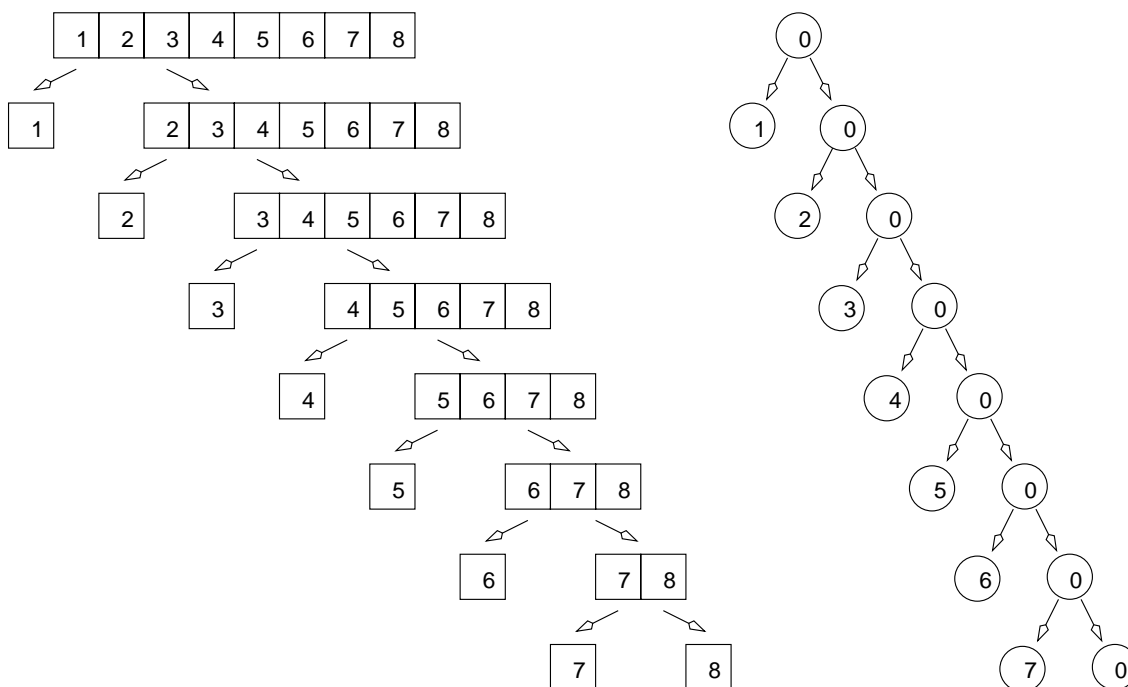 1 2 3 4 5 6 7 8 0
1 2 3 4 5 6 7 8 1 0
2 3 4 5 6 7 8 2 0
3 4 5 6 7 8 3 0
4 5 6 7 8 4 0
5 6 7 8 5 0
6 7 8 6 0
7 8 7 0